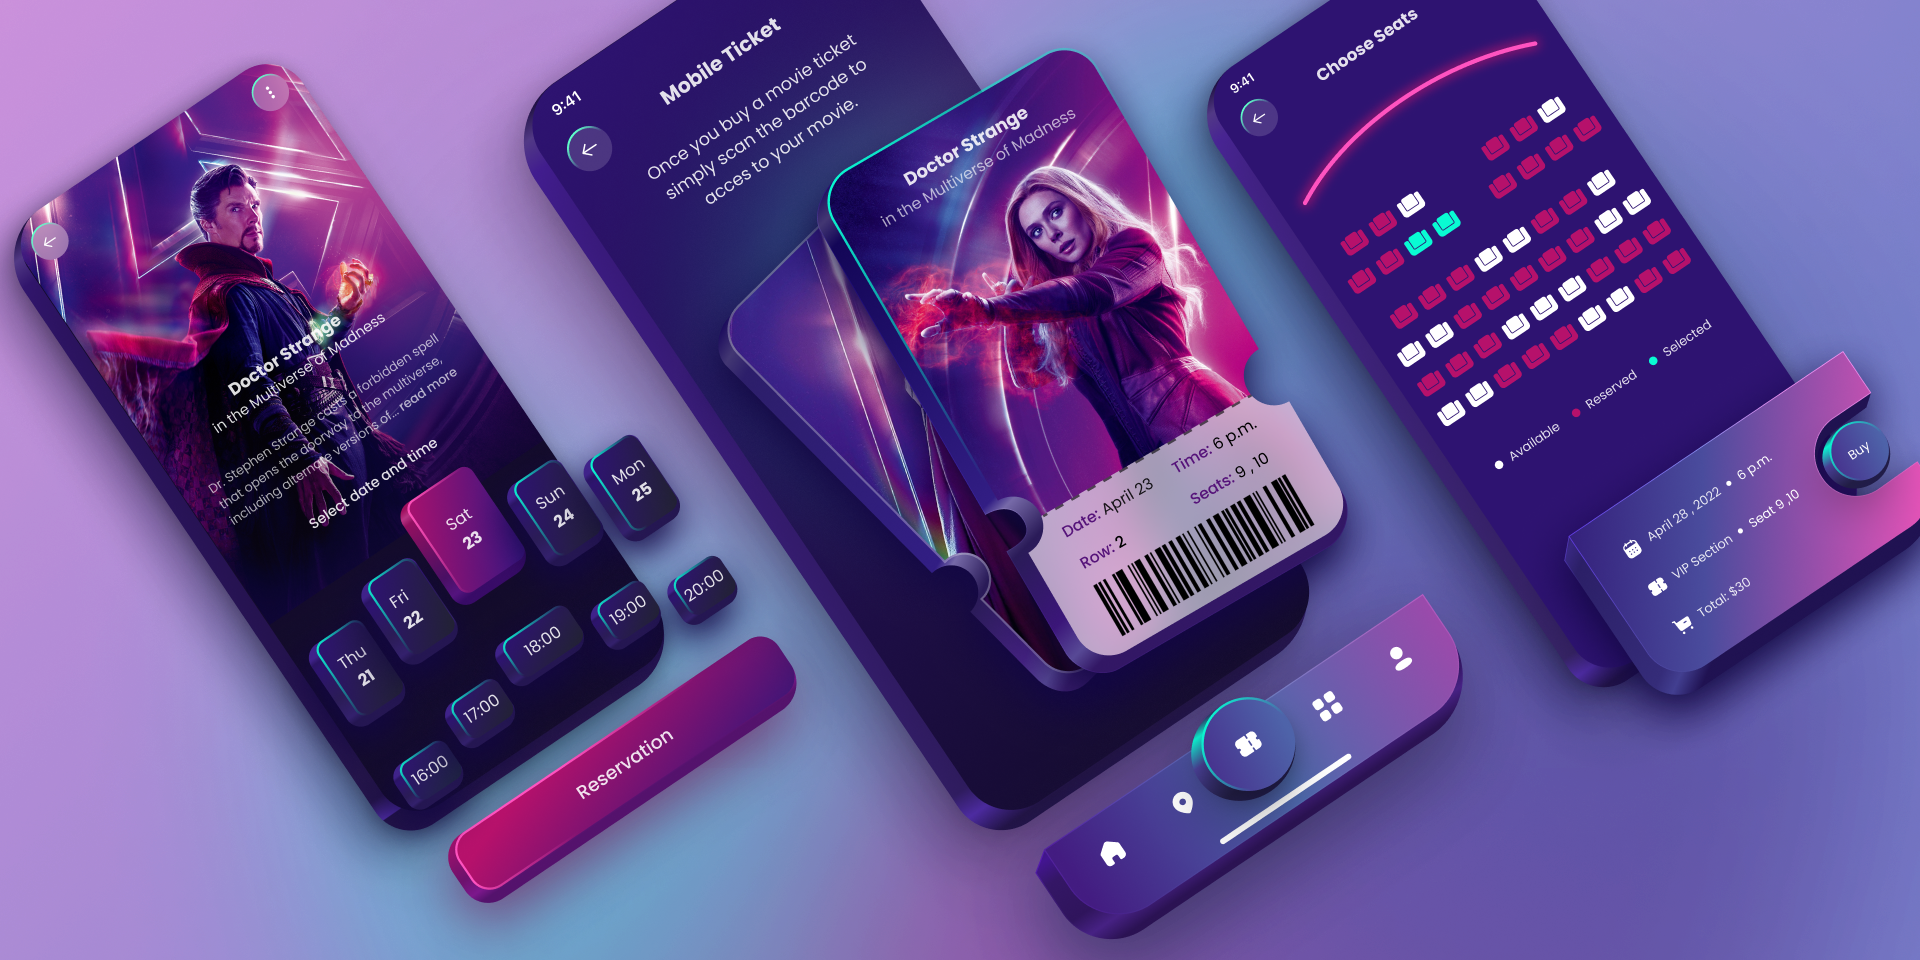 Doctor Strange
in the Multiverse of Madness
Dr. Stephen Strange casts a forbidden spell
that opens the doorway to the multiverse,
including alternate versions of... read more
Select date and time
Thu
21
Fri
22
Sat
23
Sun
24
Mon
25
16:00
17:00
18:00
19:00
20:00
Reservation
9:41
Mobile Ticket
Once you buy a movie ticket
simply scan the barcode to
acces to your movie.
Doctor Strange
in the Multiverse of Madness
Date: April 23
Time: 6 p.m.
Row: 2
Seats: 9 , 10
9:41
Choose Seats
Available
Reserved
Selected
April 28 , 2022 • 6 p.m.
VIP Section • Seat 9 ,10
Total: $30
Buy